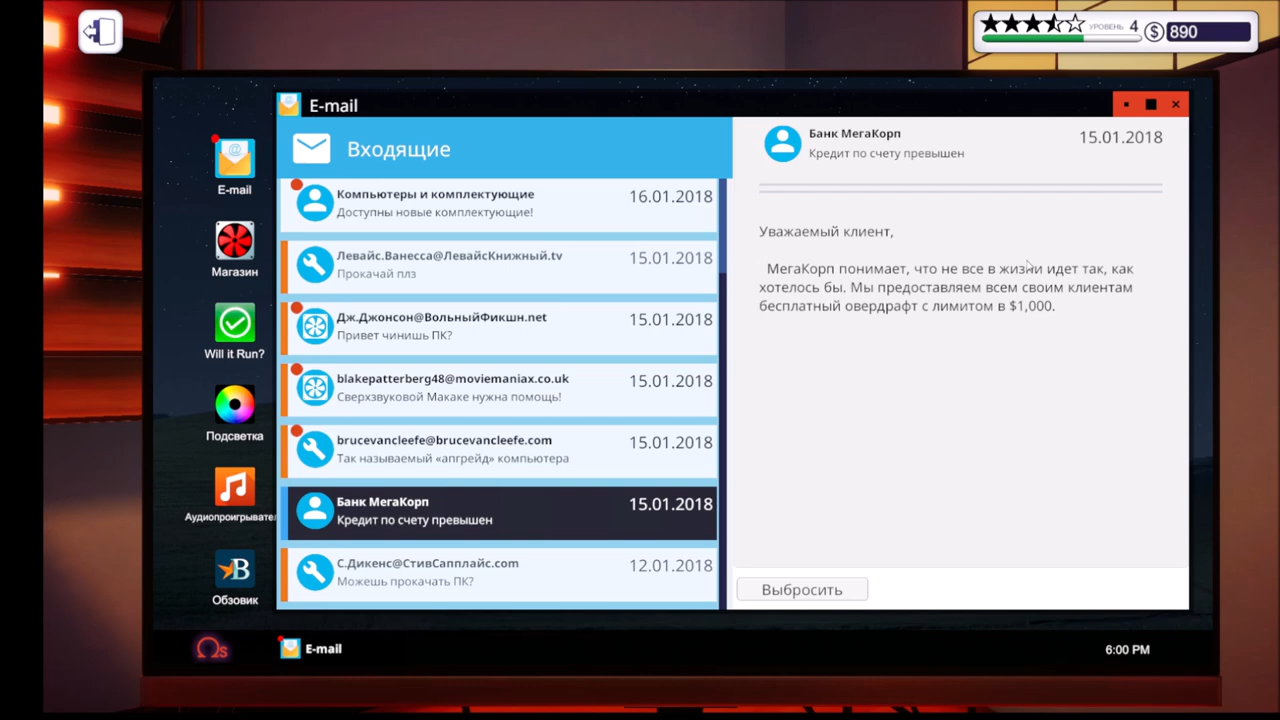 УРОВЕНЬ 4
$ 890
E-mail
Магазин
Will it Run?
Подсветка
Аудиопроигрывате
Обзовик
E-mail
Входящие
Компьютеры и комплектующие 16.01.2018
Доступны новые комплектующие!
Левайс.Ванесса@ЛевайсКнижный.tv 15.01.2018
Прокачай плз
Дж.Джонсон@ВольныйФикшн.net 15.01.2018
Привет чинишь ПК?
blakepatterberg48@moviemaniax.co.uk 15.01.2018
Сверхзвуковой Макаке нужна помощь!
brucevancleefe@brucevancleefe.com 15.01.2018
Так называемый «апгрейд» компьютера
Банк МегаКорп 15.01.2018
Кредит по счету превышен
С.Дикенс@СтивСапплайс.com 12.01.2018
Можешь прокачать ПК?
Банк МегаКорп 15.01.2018
Кредит по счету превышен
Уважаемый клиент,
МегаКорп понимает, что не все в жизни идет так, как
хотелось бы. Мы предоставляем всем своим клиентам
бесплатный овердрафт с лимитом в $1,000.
Выбросить
Ωs
E-mail
6:00 PM